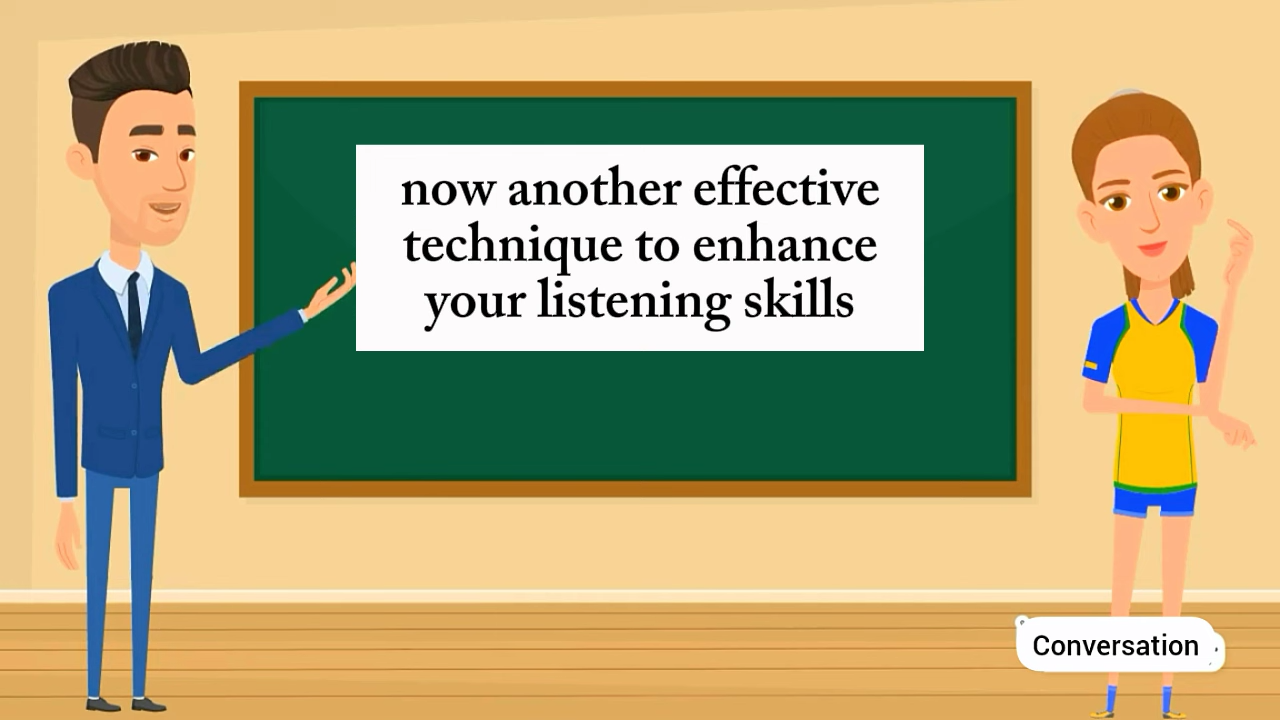 now another effective
technique to enhance
your listening skills
Conversation